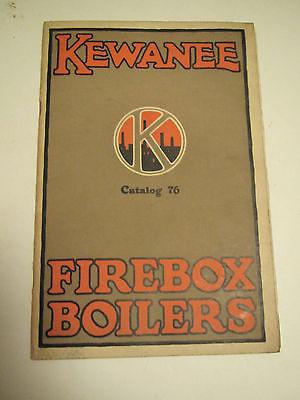 KEWANEE
K
Catalog 76
FIREBOX
BOILERS